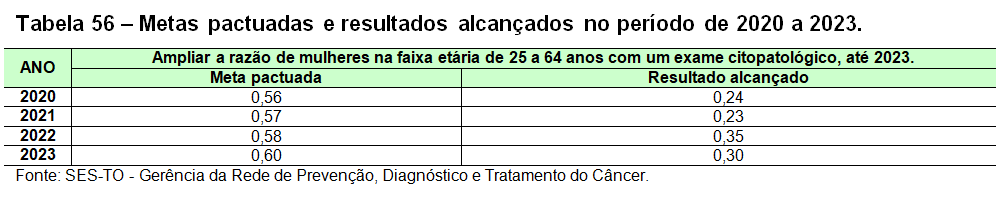 Tabela 56 – Metas pactuadas e resultados alcançados no período de 2020 a 2023.
ANO Ampliar a razão de mulheres na faixa etária de 25 a 64 anos com um exame citopatológico, até 2023.
Meta pactuada Resultado alcançado
2020 0,56 0,24
2021 0,57 0,23
2022 0,58 0,35
2023 0,60 0,30
Fonte: SES-TO - Gerência da Rede de Prevenção, Diagnóstico e Tratamento do Câncer.